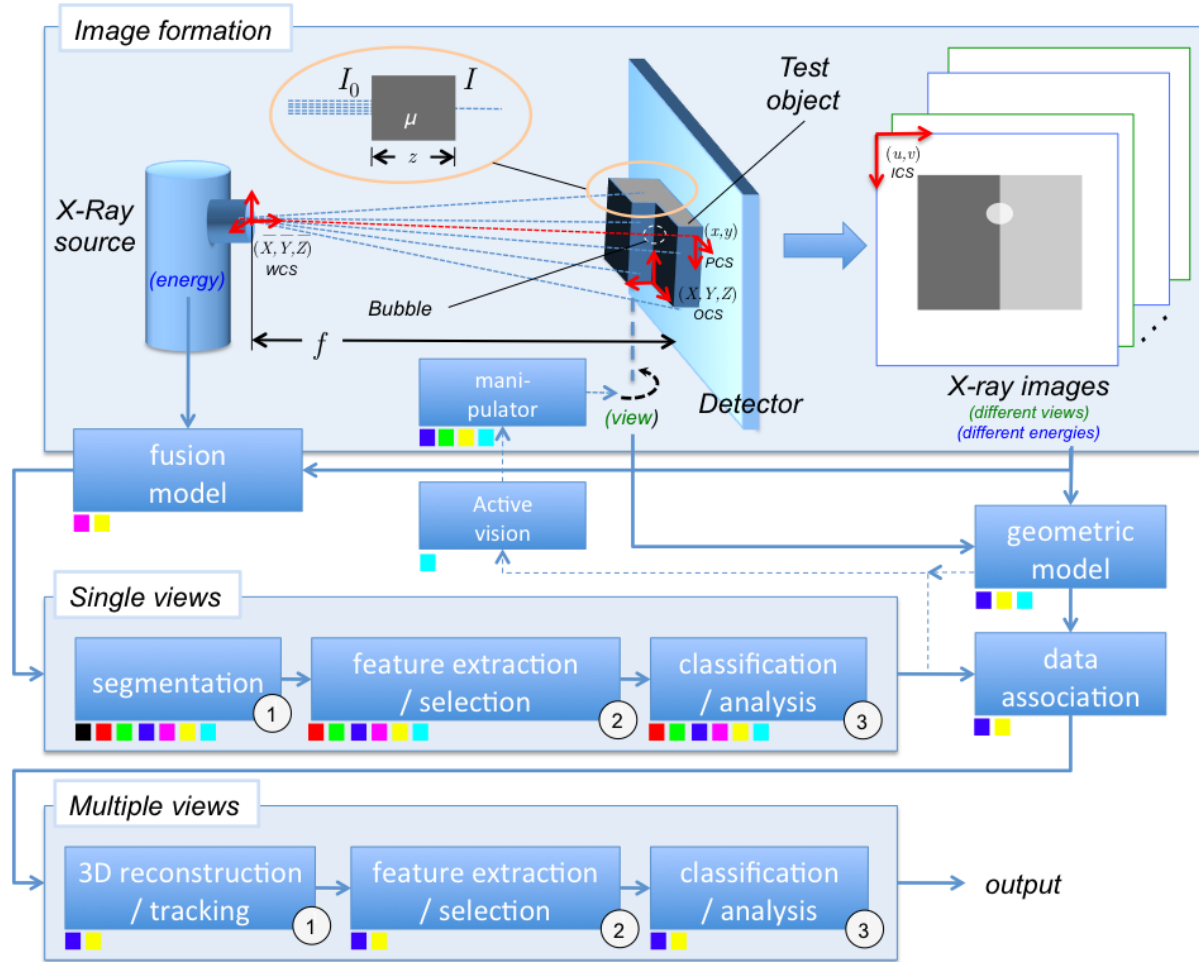 Image formation
I₀
I
μ
z
Test
object
X-Ray
source
(energy)
(X̄,Ȳ,Z̄)
WCS
(x,y)
PCS
(X,Y,Z)
OCS
Bubble
f
(u,v)
ICS
mani-
pulator
(view)
Detector
X-ray images
(different views)
(different energies)
fusion
model
Active
vision
geometric
model
Single views
segmentation
1
feature extraction
/ selection
2
classification
/ analysis
3
data
association
Multiple views
3D reconstruction
/ tracking
1
feature extraction
/ selection
2
classification
/ analysis
3
output